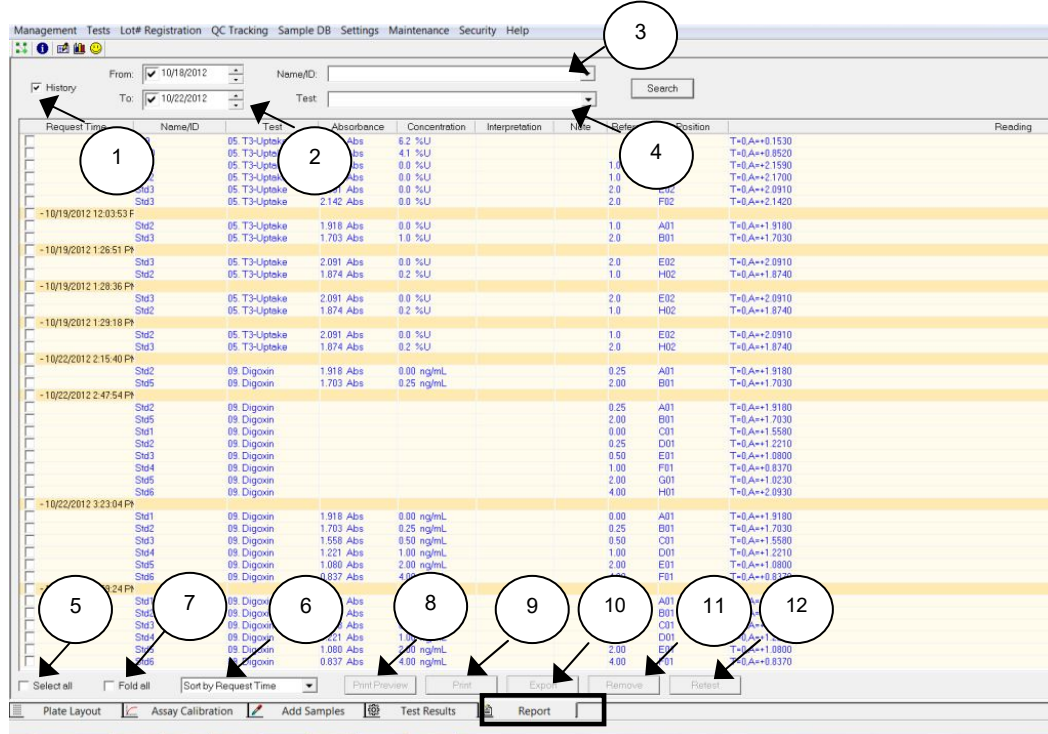 Management Tests Lot# Registration QC Tracking Sample DB Settings Maintenance Security Help
3
From: 10/18/2012 Name/ID:
History Search
To: 10/22/2012 Test:
Request Time Name/ID Test Absorbance Concentration Interpretation Note Position Reading
1 2 4
05. T3-Uptake Abs 6.2 %U T=0,A=+0.1530
05. T3-Uptake Abs 4.1 %U T=0,A=+0.8520
05. T3-Uptake Abs 0.0 %U T=0,A=+2.1590
05. T3-Uptake Abs 0.0 %U 1.0 T=0,A=+2.1700
Std3 05. T3-Uptake Abs 0.0 %U 2.0 E02 T=0,A=+2.0910
Std3 05. T3-Uptake 2.142 Abs 0.0 %U 2.0 F02 T=0,A=+2.1420
- 10/19/2012 12:03:53 P
Std2 05. T3-Uptake 1.918 Abs 0.0 %U 1.0 A01 T=0,A=+1.9180
Std3 05. T3-Uptake 1.703 Abs 1.0 %U 2.0 B01 T=0,A=+1.7030
- 10/19/2012 1:26:51 PM
Std3 05. T3-Uptake 2.091 Abs 0.0 %U 2.0 E02 T=0,A=+2.0910
Std2 05. T3-Uptake 1.874 Abs 0.2 %U 1.0 H02 T=0,A=+1.8740
- 10/19/2012 1:28:36 PM
Std3 05. T3-Uptake 2.091 Abs 0.0 %U 2.0 E02 T=0,A=+2.0910
Std2 05. T3-Uptake 1.874 Abs 0.2 %U 1.0 H02 T=0,A=+1.8740
- 10/19/2012 1:29:18 PM
Std2 05. T3-Uptake 2.091 Abs 0.0 %U 1.0 E02 T=0,A=+2.0910
Std3 05. T3-Uptake 1.874 Abs 0.2 %U 2.0 H02 T=0,A=+1.8740
- 10/22/2012 2:15:40 PM
Std2 09. Digoxin 1.918 Abs 0.00 ng/mL 0.25 A01 T=0,A=+1.9180
Std5 09. Digoxin 1.703 Abs 0.25 ng/mL 2.00 B01 T=0,A=+1.7030
- 10/22/2012 2:47:54 PM
Std2 09. Digoxin 0.25 A01 T=0,A=+1.9180
Std5 09. Digoxin 2.00 B01 T=0,A=+1.7030
Std1 09. Digoxin 0.00 C01 T=0,A=+1.5580
Std2 09. Digoxin 0.25 D01 T=0,A=+1.2210
Std3 09. Digoxin 0.50 E01 T=0,A=+1.0800
Std4 09. Digoxin 1.00 F01 T=0,A=+0.8370
Std5 09. Digoxin 2.00 G01 T=0,A=+1.0230
Std6 09. Digoxin 4.00 H01 T=0,A=+2.0930
- 10/22/2012 3:23:04 PM
Std1 09. Digoxin 1.918 Abs 0.00 ng/mL 0.00 A01 T=0,A=+1.9180
Std2 09. Digoxin 1.703 Abs 0.25 ng/mL 0.25 B01 T=0,A=+1.7030
Std3 09. Digoxin 1.558 Abs 0.50 ng/mL 0.50 C01 T=0,A=+1.5580
Std4 09. Digoxin 1.221 Abs 1.00 ng/mL 1.00 D01 T=0,A=+1.2210
Std5 09. Digoxin 1.080 Abs 2.00 ng/mL 2.00 E01 T=0,A=+1.0800
Std6 09. Digoxin 0.837 Abs F01
9:24 PM
09. Abs A01
Abs B01
Std3 C01
Std4 09. Digoxin Abs D01
09. Digoxin 1.080 Abs ng/mL 2.00
Digoxin 0.837 Abs 4.00 ng/mL 4.00 T=0,A=+0.8370
5 7 6 8 9 10 11 12
Select all Fold all Sort by Request Time Print Preview Print Export Remove Retest
Plate Layout Assay Calibration Add Samples Test Results Report